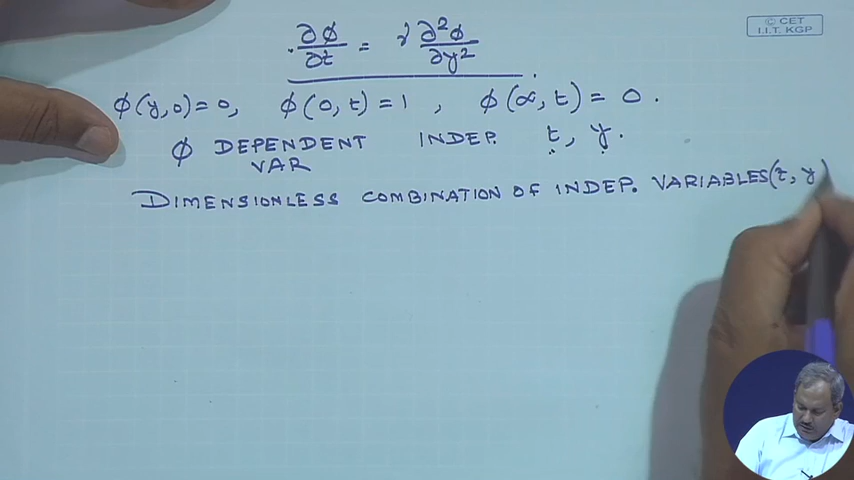 © CET
I.I.T. KGP
∂φ/∂t = ν ∂²φ/∂y²
φ(y,0)=0, φ(0,t)=1, φ(∞,t)=0.
φ DEPENDENT VAR INDEP. t, y.
DIMENSIONLESS COMBINATION OF INDEP. VARIABLES(t, y)